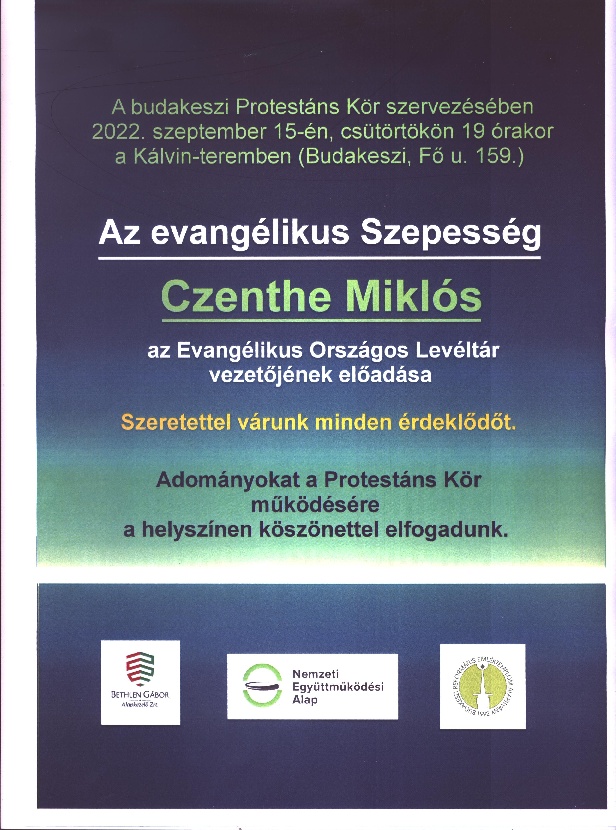 A budakeszi Protestáns Kör szervezésében
2022. szeptember 15-én, csütörtökön 19 órakor
a Kálvin-teremben (Budakeszi, Fő u. 159.)
Az evangélikus Szepesség
Czenthe Miklós
az Evangélikus Országos Levéltár
vezetőjének előadása
Szeretettel várunk minden érdeklődőt.
Adományokat a Protestáns Kör
működésére
a helyszínen köszönettel elfogadunk.
BETHLEN GÁBOR
Alapkezelő Zrt.
Nemzeti
Együttműködési
Alap